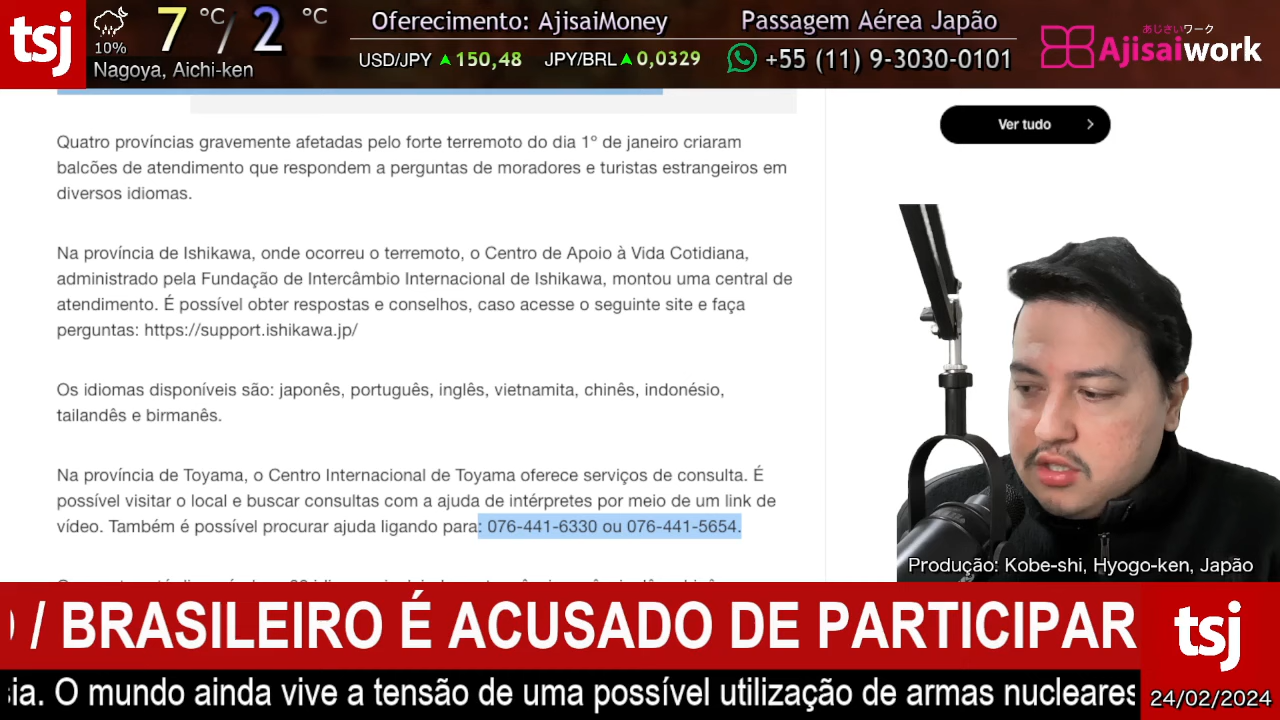 tsj
10%
7 °C / 2 °C
Nagoya, Aichi-ken
Oferecimento: AjisaiMoney
USD/JPY 150,48 JPY/BRL 0,0329
Passagem Aérea Japão
+55 (11) 9-3030-0101
あじさいワーク
Ajisaiwork
Ver tudo
Quatro províncias gravemente afetadas pelo forte terremoto do dia 1º de janeiro criaram
balcões de atendimento que respondem a perguntas de moradores e turistas estrangeiros em
diversos idiomas.
Na província de Ishikawa, onde ocorreu o terremoto, o Centro de Apoio à Vida Cotidiana,
administrado pela Fundação de Intercâmbio Internacional de Ishikawa, montou uma central de
atendimento. É possível obter respostas e conselhos, caso acesse o seguinte site e faça
perguntas: https://support.ishikawa.jp/
Os idiomas disponíveis são: japonês, português, inglês, vietnamita, chinês, indonésio,
tailandês e birmanês.
Na província de Toyama, o Centro Internacional de Toyama oferece serviços de consulta. É
possível visitar o local e buscar consultas com a ajuda de intérpretes por meio de um link de
vídeo. Também é possível procurar ajuda ligando para: 076-441-6330 ou 076-441-5654.
Produção: Kobe-shi, Hyogo-ken, Japão
/ BRASILEIRO É ACUSADO DE PARTICIPAR
tsj
sia. O mundo ainda vive a tensão de uma possível utilização de armas nucleares
24/02/2024